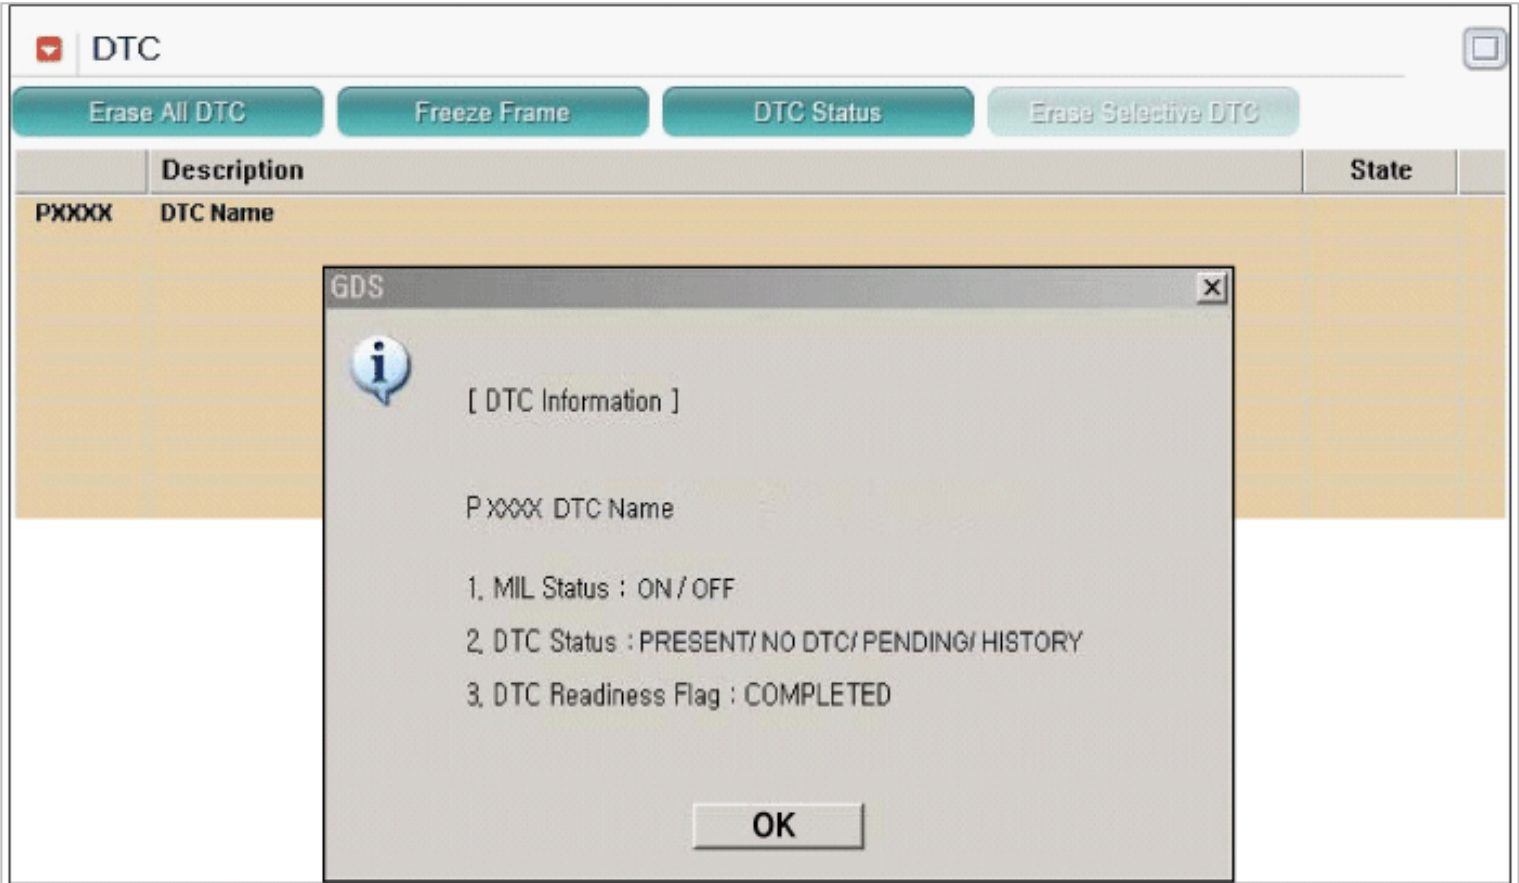 DTC
Erase All DTC Freeze Frame DTC Status Erase Selective DTC
Description State
PXXXX DTC Name
GDS
[ DTC Information ]
P XXXX DTC Name
1, MIL Status : ON / OFF
2, DTC Status : PRESENT/ NO DTC/ PENDING/ HISTORY
3, DTC Readiness Flag : COMPLETED
OK